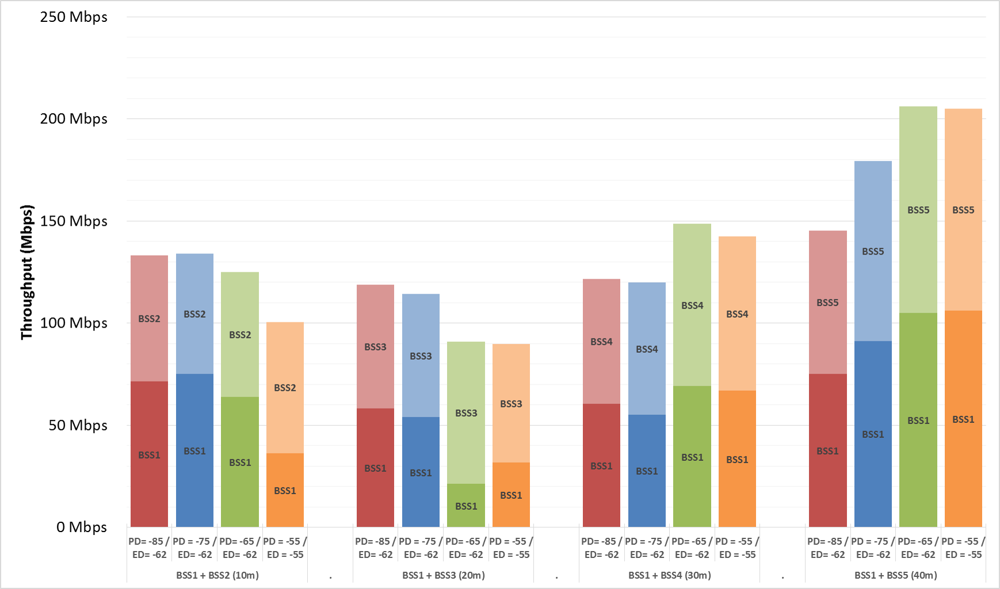 250 Mbps
200 Mbps
150 Mbps
100 Mbps
50 Mbps
0 Mbps
Throughput (Mbps)
BSS2
BSS1
BSS2
BSS1
BSS2
BSS1
BSS2
BSS1
BSS3
BSS1
BSS3
BSS1
BSS3
BSS1
BSS3
BSS1
BSS4
BSS1
BSS4
BSS1
BSS4
BSS1
BSS4
BSS1
BSS5
BSS1
BSS5
BSS1
BSS5
BSS1
BSS5
BSS1
PD= -85 /
ED= -62
PD = -75 /
ED= -62
PD= -65 /
ED= -62
PD = -55 /
ED = -55
PD= -85 /
ED= -62
PD = -75 /
ED= -62
PD= -65 /
ED= -62
PD = -55 /
ED = -55
PD= -85 /
ED= -62
PD = -75 /
ED= -62
PD= -65 /
ED= -62
PD = -55 /
ED = -55
PD= -85 /
ED= -62
PD = -75 /
ED= -62
PD= -65 /
ED= -62
PD = -55 /
ED = -55
BSS1 + BSS2 (10m)
.
BSS1 + BSS3 (20m)
.
BSS1 + BSS4 (30m)
.
BSS1 + BSS5 (40m)